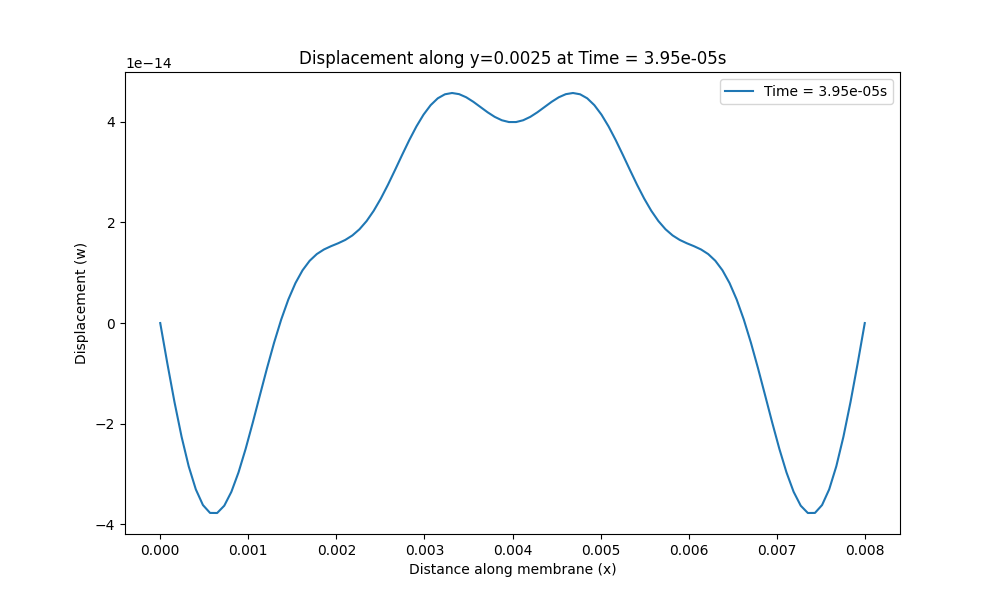 Displacement along y=0.0025 at Time = 3.95e-05s
1e−14
Time = 3.95e-05s
4
2
0
−2
−4
Displacement (w)
0.000 0.001 0.002 0.003 0.004 0.005 0.006 0.007 0.008
Distance along membrane (x)